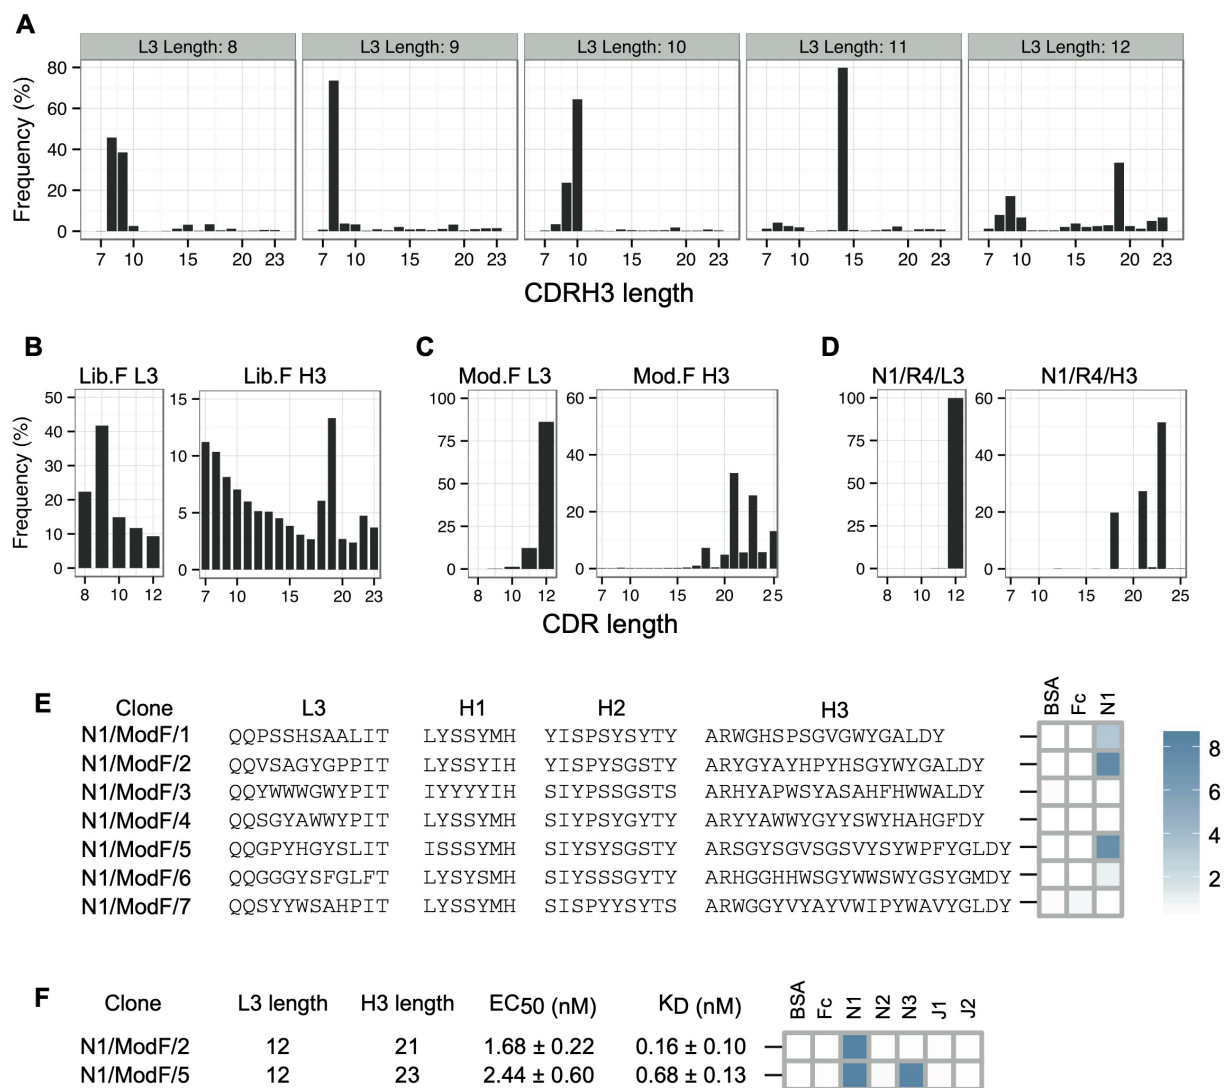 A
L3 Length: 8
L3 Length: 9
L3 Length: 10
L3 Length: 11
L3 Length: 12
Frequency (%)
80
60
40
20
0
7 10 15 20 23
7 10 15 20 23
7 10 15 20 23
7 10 15 20 23
7 10 15 20 23
CDRH3 length
B
Lib.F L3
Lib.F H3
Frequency (%)
50
40
30
20
10
0
8 10 12
15
10
5
0
7 10 15 20 23
C
Mod.F L3
Mod.F H3
100
75
50
25
0
8 10 12
60
40
20
0
7 10 15 20 25
D
N1/R4/L3
N1/R4/H3
100
75
50
25
0
8 10 12
60
40
20
0
7 10 15 20 25
CDR length
E
Clone L3 H1 H2 H3 BSA Fc N1
N1/ModF/1 QQPSSHSAALIT LYSSYMH YISPSYSYTY ARWGHSPSGVGWYGALDY
N1/ModF/2 QQVSAGYGPPIT LYSSYIH YISPYSGSTY ARYGYAYHPYHSGYWYGALDY
N1/ModF/3 QQYWWWGWYPIT IYYYYIH SIYPSSGSTS ARHYAPWSYASAHFHWWALDY
N1/ModF/4 QQSGYAWWYPIT LYSSYMH SIYPSYGYTY ARYYAWWYGYYSWYHAHGFDY
N1/ModF/5 QQGPYHGYSLIT ISSSYMH SIYSYSGYTY ARSGYSGVSGSVYSYWPFYGLDY
N1/ModF/6 QQGGGYSFGLFT LYSYSMH SIYSSSGYTY ARHGGHHWSGYWWSWYGSYGMDY
N1/ModF/7 QQSYYWSAHPIT LYSSYMH SISPYYSYTS ARWGGYVYAYVWIPYWAVYGLDY
8
6
4
2
F
Clone L3 length H3 length EC50 (nM) KD (nM) BSA Fc N1 N2 N3 J1 J2
N1/ModF/2 12 21 1.68 ± 0.22 0.16 ± 0.10
N1/ModF/5 12 23 2.44 ± 0.60 0.68 ± 0.13